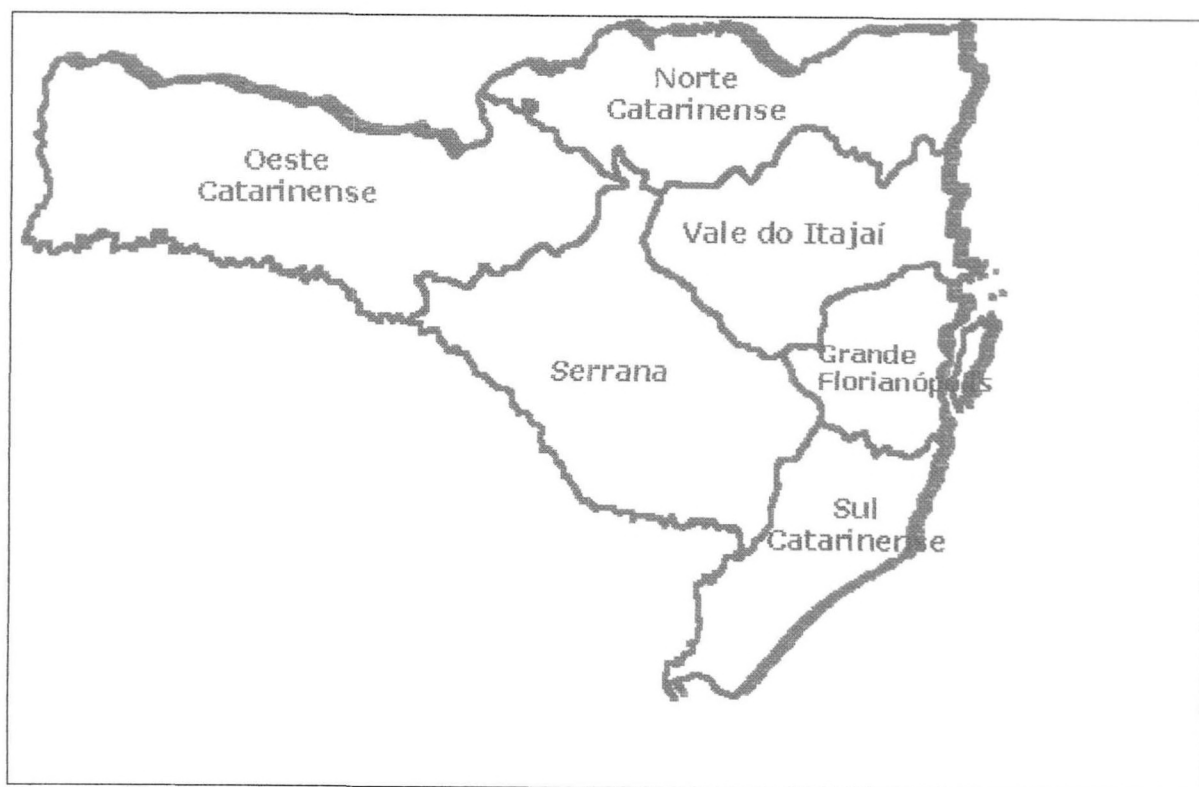 Norte
Catarinense
Oeste
Catarinense
Vale do Itajaí
Serrana
Grande
Florianópolis
Sul
Catarinense